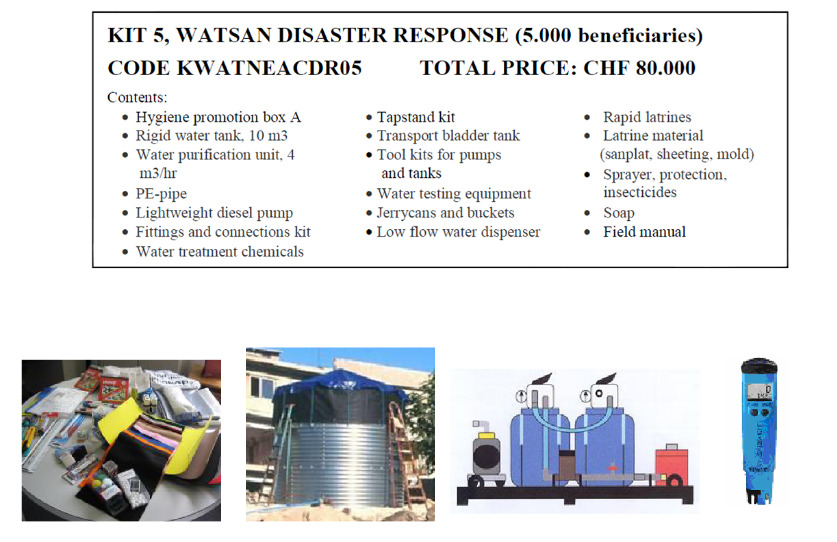 KIT 5, WATSAN DISASTER RESPONSE (5.000 beneficiaries)
CODE KWATNEACDR05 TOTAL PRICE: CHF 80.000
Contents:
• Hygiene promotion box A
• Rigid water tank, 10 m3
• Water purification unit, 4
m3/hr
• PE-pipe
• Lightweight diesel pump
• Fittings and connections kit
• Water treatment chemicals
• Tapstand kit
• Transport bladder tank
• Tool kits for pumps
and tanks
• Water testing equipment
• Jerrycans and buckets
• Low flow water dispenser
• Rapid latrines
• Latrine material
(sanplat, sheeting, mold)
• Sprayer, protection,
insecticides
• Soap
• Field manual